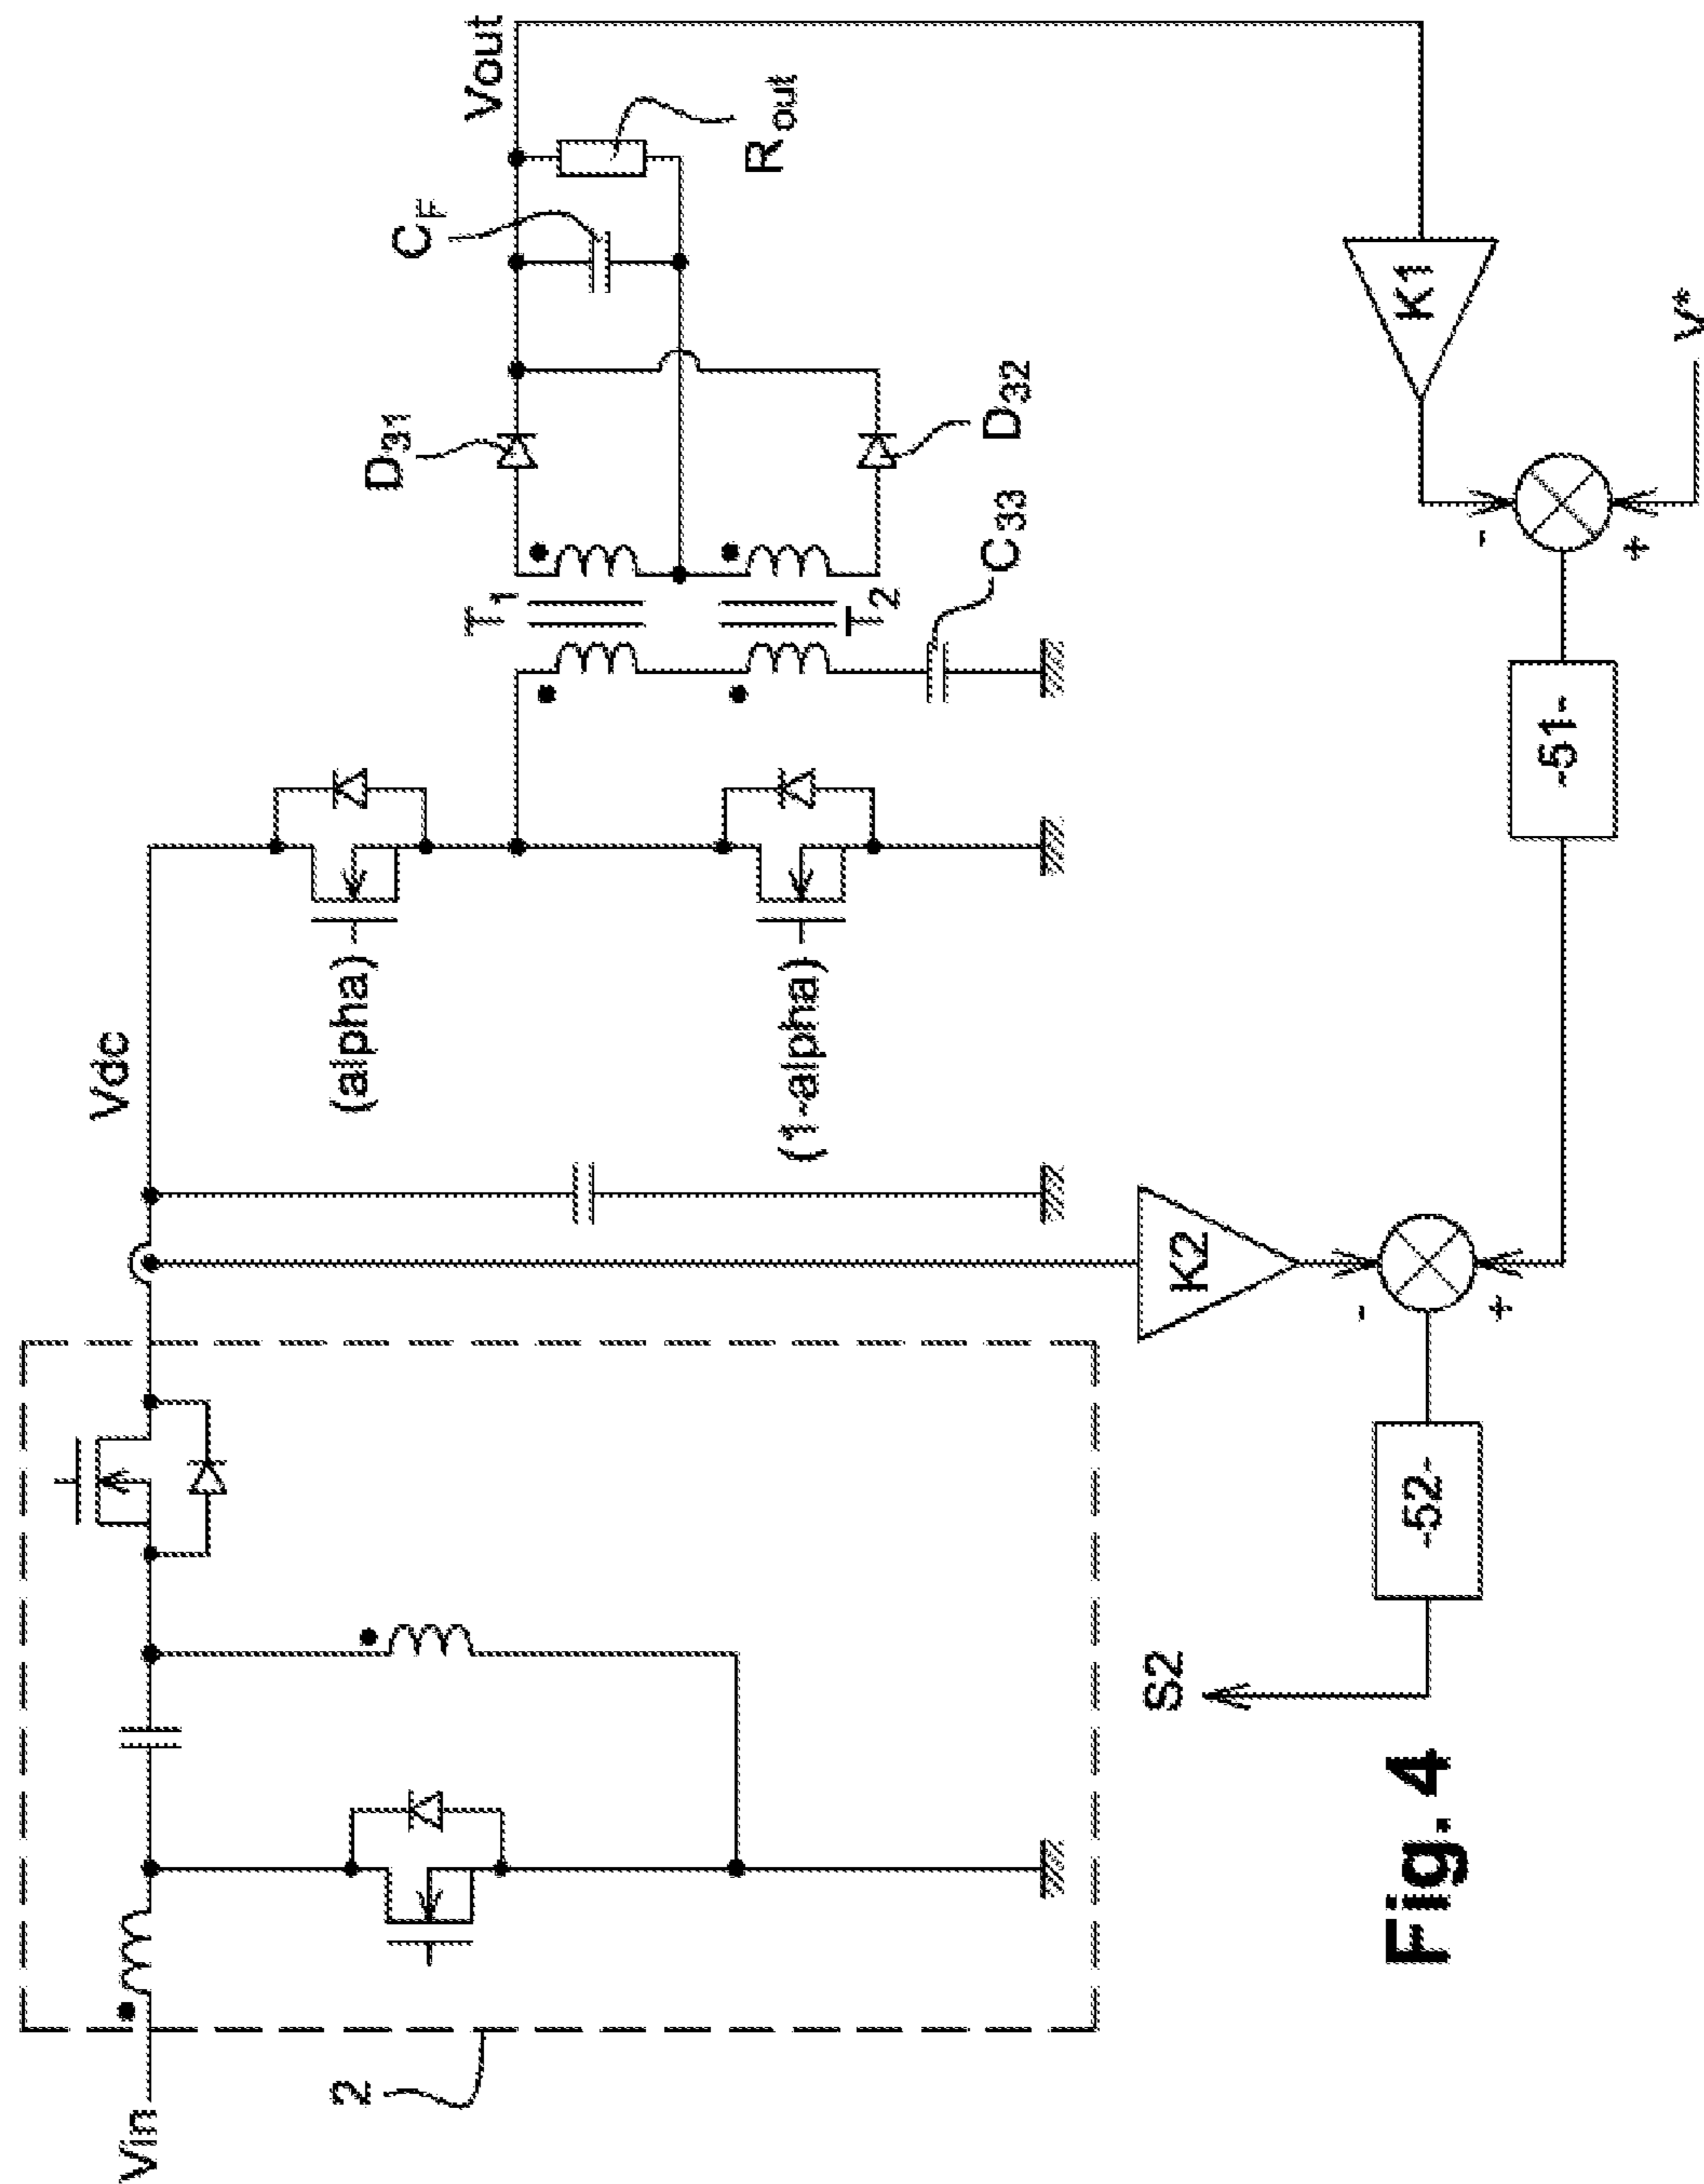 Vin
2
Vdc
(alpha)
(1-alpha)
T1
T2
C33
D31
D32
CF
Rout
Vout
K1
V*
-
+
-51-
K2
-
+
-52-
S2
Fig. 4